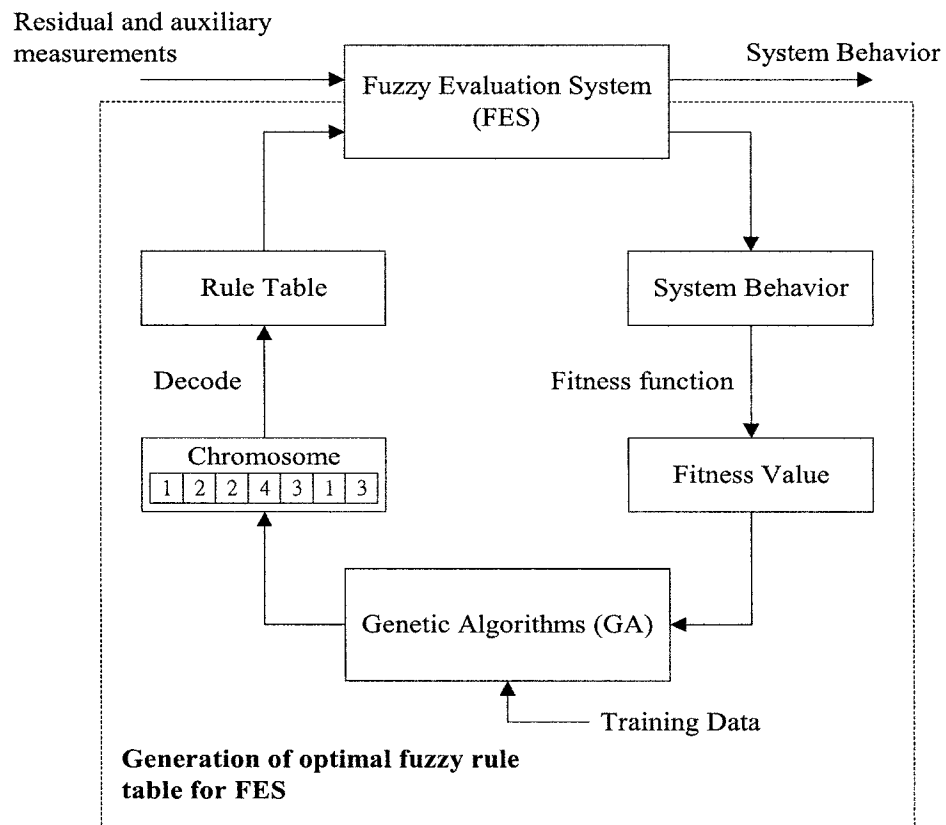 Residual and auxiliary
measurements
System Behavior
Fuzzy Evaluation System
(FES)
Rule Table
System Behavior
Decode
Fitness function
Chromosome
1 2 2 4 3 1 3
Fitness Value
Genetic Algorithms (GA)
Training Data
Generation of optimal fuzzy rule
table for FES